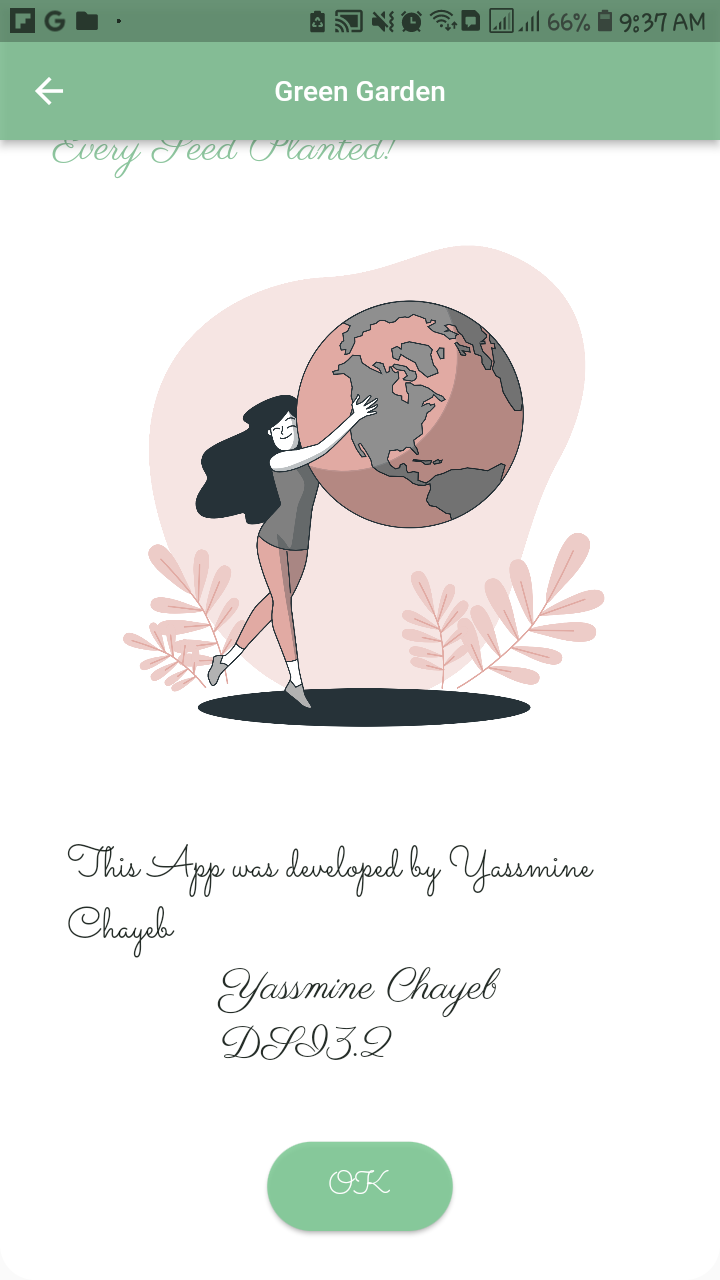 66% 9:37 AM
Green Garden
Every Seed Planted!
This App was developed by Yassmine
Chayeb
Yassmine Chayeb
DSI3.2
OK